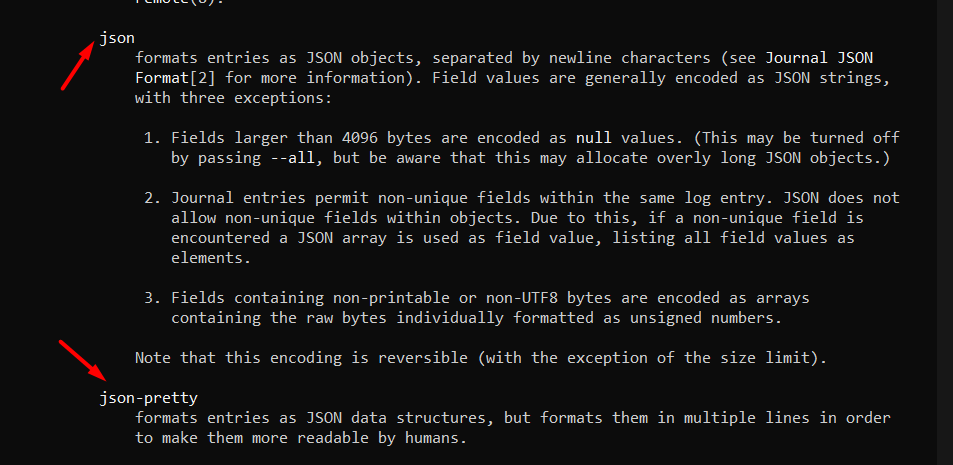 remote(8).
json
formats entries as JSON objects, separated by newline characters (see Journal JSON
Format[2] for more information). Field values are generally encoded as JSON strings,
with three exceptions:
1. Fields larger than 4096 bytes are encoded as null values. (This may be turned off
by passing --all, but be aware that this may allocate overly long JSON objects.)
2. Journal entries permit non-unique fields within the same log entry. JSON does not
allow non-unique fields within objects. Due to this, if a non-unique field is
encountered a JSON array is used as field value, listing all field values as
elements.
3. Fields containing non-printable or non-UTF8 bytes are encoded as arrays
containing the raw bytes individually formatted as unsigned numbers.
Note that this encoding is reversible (with the exception of the size limit).
json-pretty
formats entries as JSON data structures, but formats them in multiple lines in order
to make them more readable by humans.